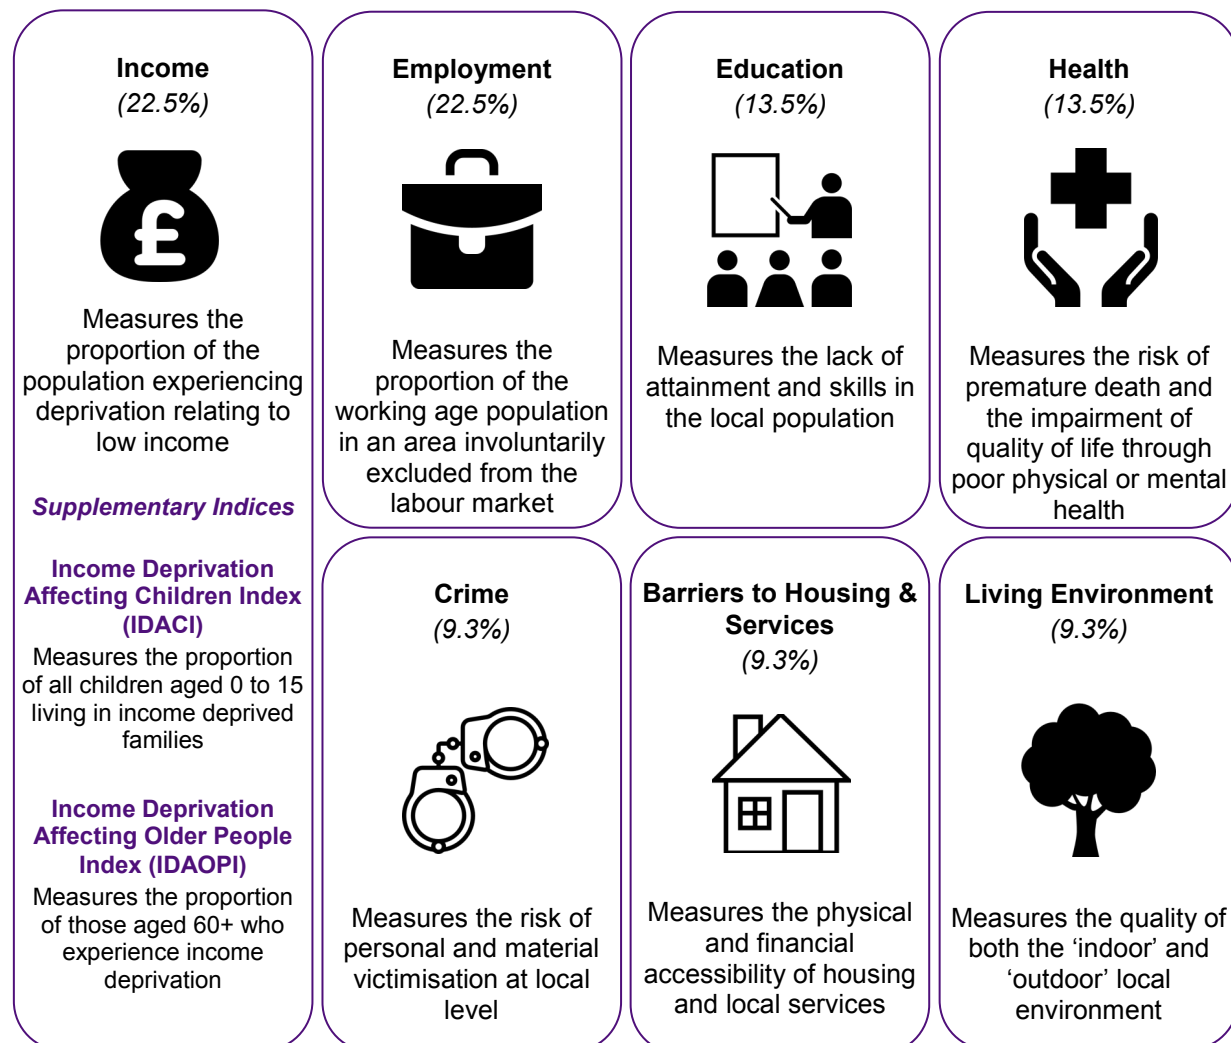 Income
(22.5%)
£
Measures the
proportion of the
population experiencing
deprivation relating to
low income
Supplementary Indices
Income Deprivation
Affecting Children Index
(IDACI)
Measures the proportion
of all children aged 0 to 15
living in income deprived
families
Income Deprivation
Affecting Older People
Index (IDAOPI)
Measures the proportion
of those aged 60+ who
experience income
deprivation
Employment
(22.5%)
Measures the
proportion of the
working age population
in an area involuntarily
excluded from the
labour market
Education
(13.5%)
Measures the lack of
attainment and skills in
the local population
Health
(13.5%)
Measures the risk of
premature death and
the impairment of
quality of life through
poor physical or mental
health
Crime
(9.3%)
Measures the risk of
personal and material
victimisation at local
level
Barriers to Housing &
Services
(9.3%)
Measures the physical
and financial
accessibility of housing
and local services
Living Environment
(9.3%)
Measures the quality of
both the ‘indoor’ and
‘outdoor’ local
environment